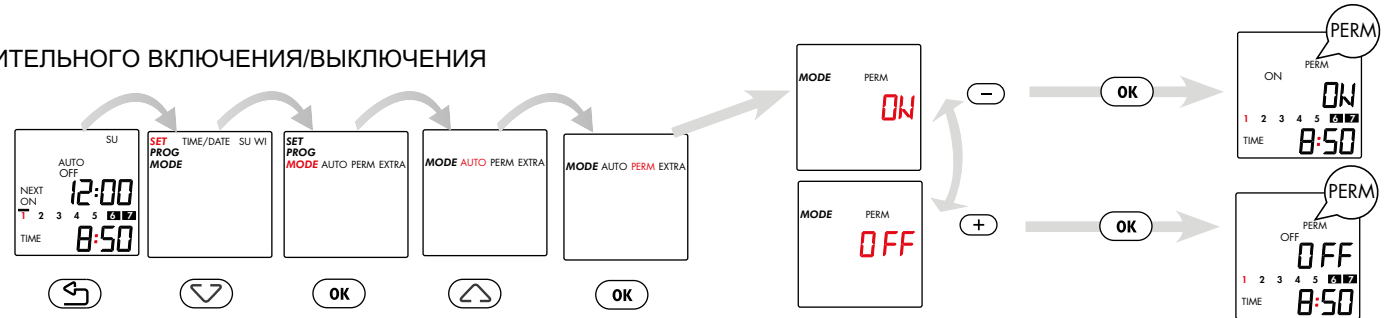 ИТЕЛЬНОГО ВКЛЮЧЕНИЯ/ВЫКЛЮЧЕНИЯ
SU
AUTO
OFF
NEXT
ON
12:00
1 2 3 4 5 6 7
TIME
8:50
SET TIME/DATE SU WI
PROG
MODE
SET
PROG
MODE AUTO PERM EXTRA
MODE AUTO PERM EXTRA
MODE AUTO PERM EXTRA
OK
OK
MODE PERM
ON
MODE PERM
OFF
−
+
OK
OK
PERM
PERM
ON
ON
1 2 3 4 5 6 7
TIME
8:50
PERM
PERM
OFF
OFF
1 2 3 4 5 6 7
TIME
8:50